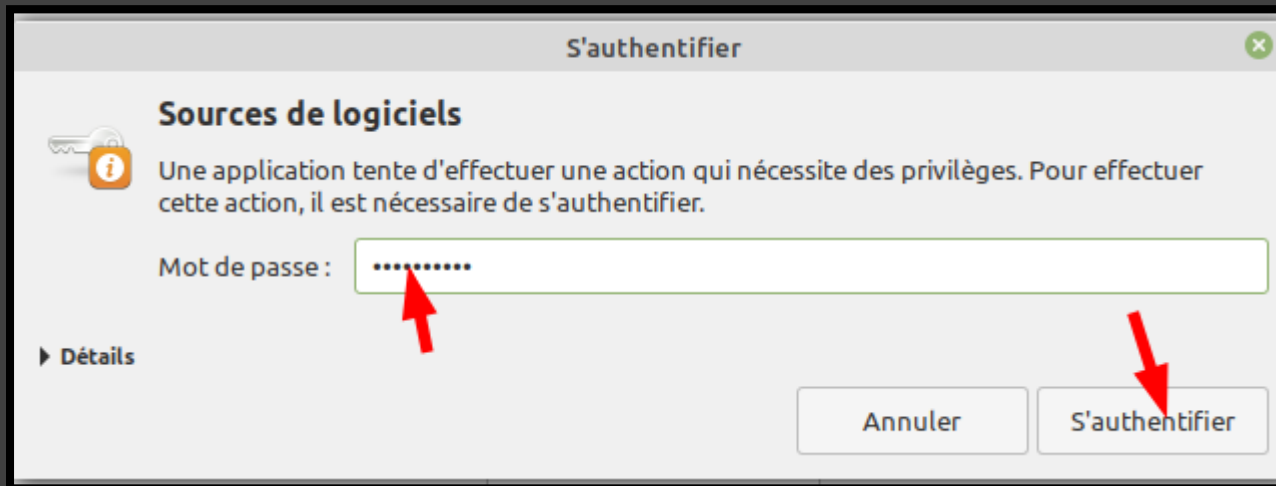 S'authentifier
Sources de logiciels
Une application tente d'effectuer une action qui nécessite des privilèges. Pour effectuer
cette action, il est nécessaire de s'authentifier.
Mot de passe : ••••••••••
Détails
Annuler
S'authentifier